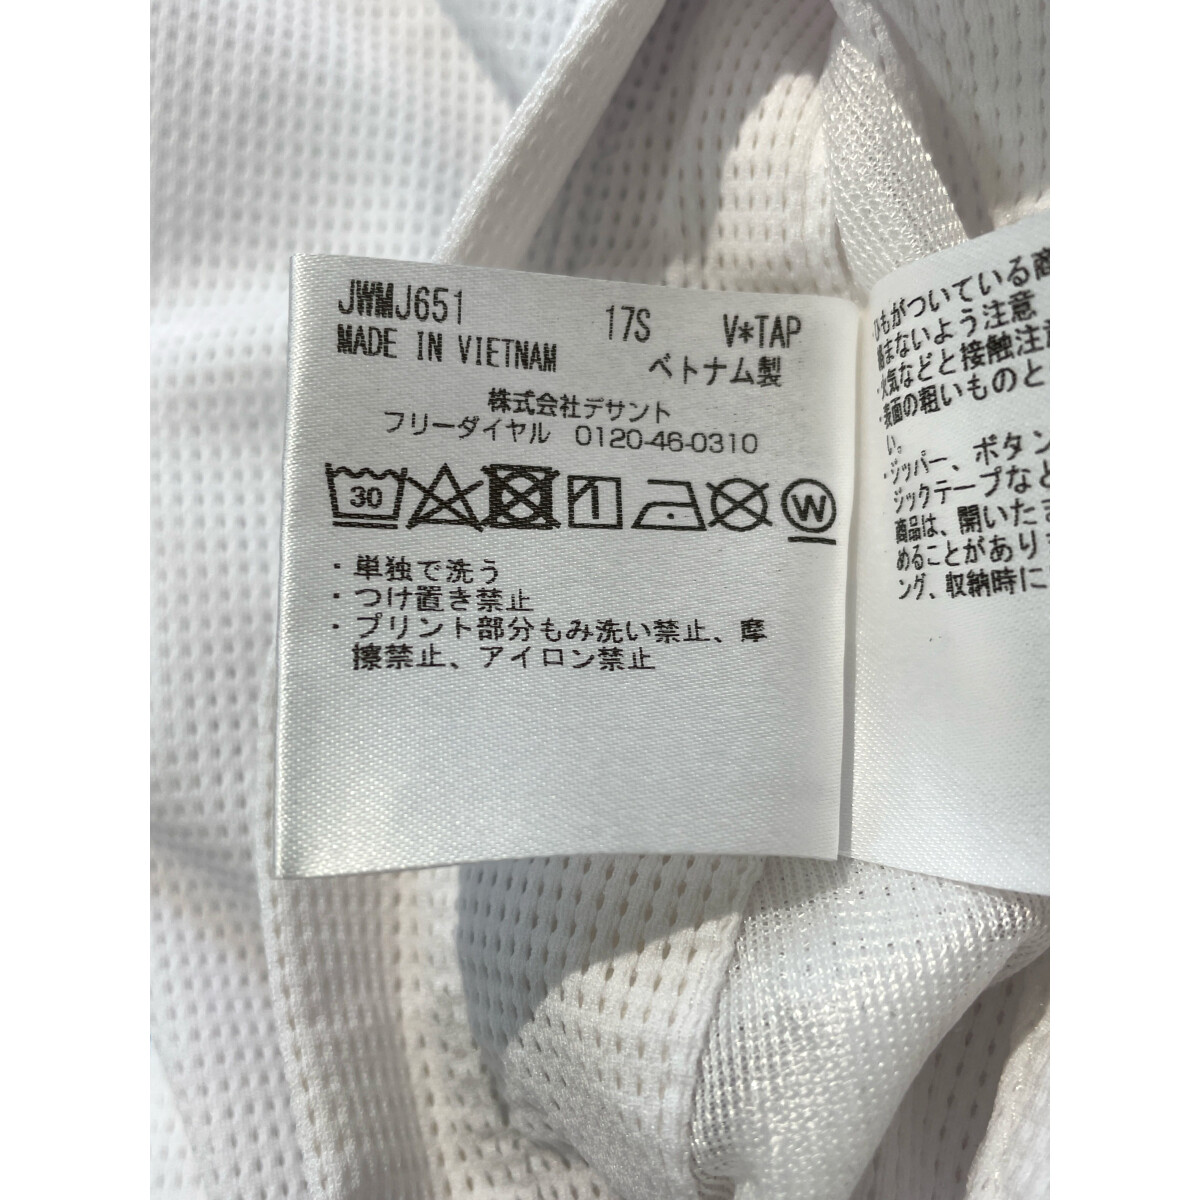 JWMJ651 17S V*TAP
MADE IN VIETNAM ベトナム製
株式会社デサント
フリーダイヤル 0120-46-0310
30 1 W
・単独で洗う
・つけ置き禁止
・プリント部分もみ洗い禁止、摩
擦禁止、アイロン禁止
ひもがついている商
まないよう注意
・火気などと接触注意
・表面の粗いものと
い。
・ジッパー、ボタン
ジックテープなど
商品は、開いたま
めることがあり
ング、収納時に